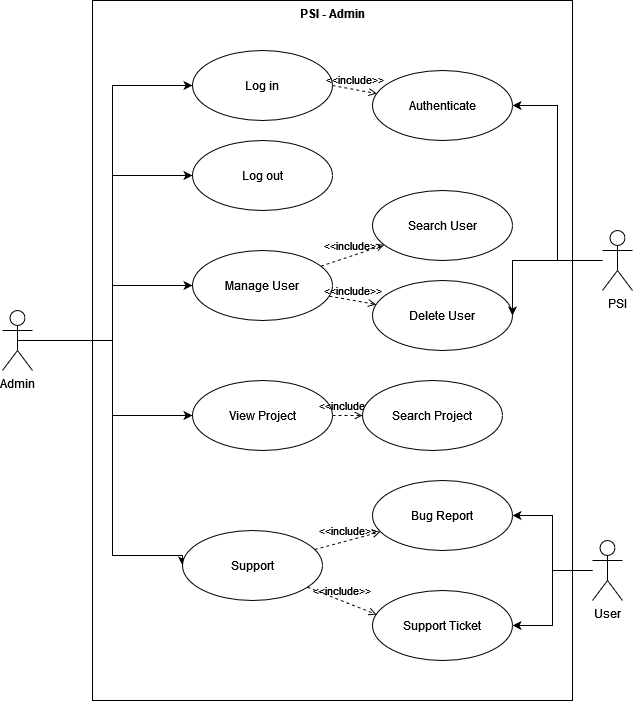 PSI - Admin
Log in
<<include>>
Authenticate
Log out
Search User
<<include>>
Manage User
<<include>>
Delete User
PSI
Admin
View Project
<<include
Search Project
Bug Report
<<include>>
Support
<<include>>
Support Ticket
User